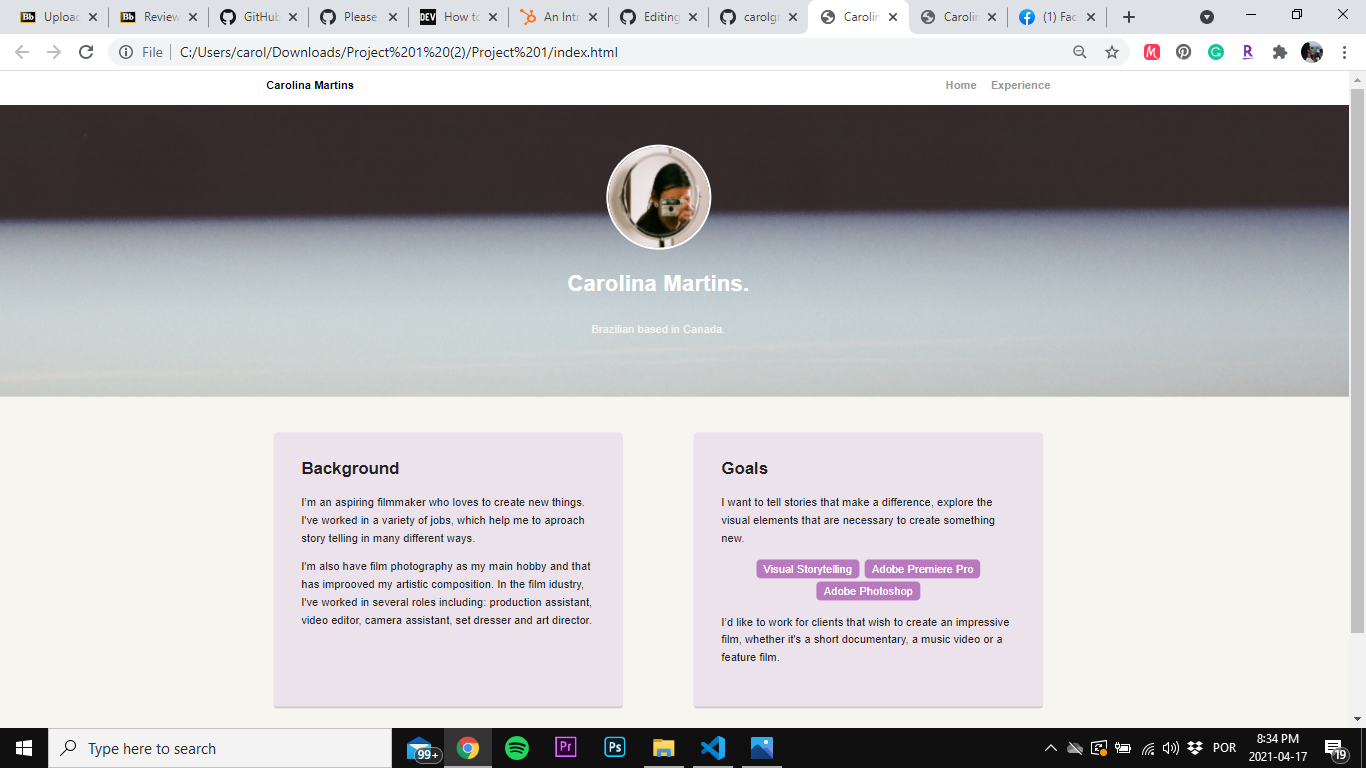 Bb Uploac
Bb Review
GitHub
Please
DEV How to
An Intr
Editing
carolgr
Carolin
Carolin
(1) Fac
File
C:/Users/carol/Downloads/Project%201%20(2)/Project%201/index.html
Carolina Martins
Home Experience
Carolina Martins.
Brazilian based in Canada.
Background
I'm an aspiring filmmaker who loves to create new things.
I've worked in a variety of jobs, which help me to aproach
story telling in many different ways.
I'm also have film photography as my main hobby and that
has improoved my artistic composition. In the film idustry,
I've worked in several roles including: production assistant,
video editor, camera assistant, set dresser and art director.
Goals
I want to tell stories that make a difference, explore the
visual elements that are necessary to create something
new.
Visual Storytelling Adobe Premiere Pro
Adobe Photoshop
I'd like to work for clients that wish to create an impressive
film, whether it's a short documentary, a music video or a
feature film.
Type here to search
99+
Pr
Ps
POR
8:34 PM
2021-04-17
19